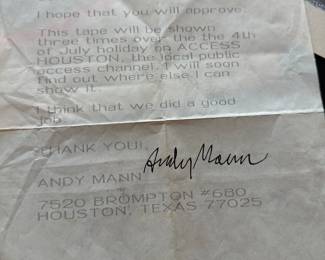 I hope that you will approve.
This tape will be shown
three times over the the 4th
of July holiday on ACCESS
HOUSTON, the local public
access channel. I will soon
find out where else I can
show it.
I think that we did a good
job.
THANK YOU!
Andy Mann
ANDY MANN
7520 BROMPTON #680
HOUSTON, TEXAS 77025